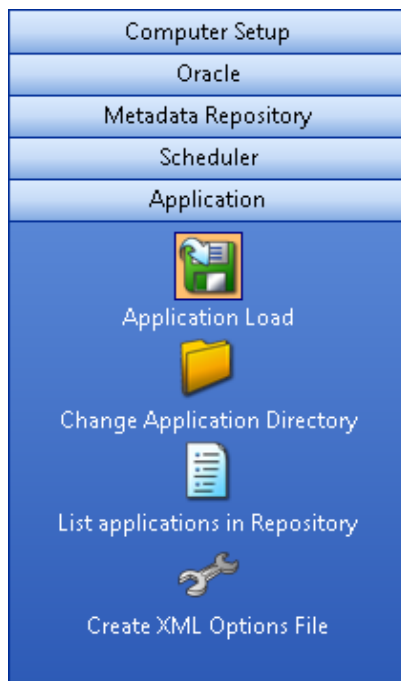 Computer Setup
Oracle
Metadata Repository
Scheduler
Application
Application Load
Change Application Directory
List applications in Repository
Create XML Options File